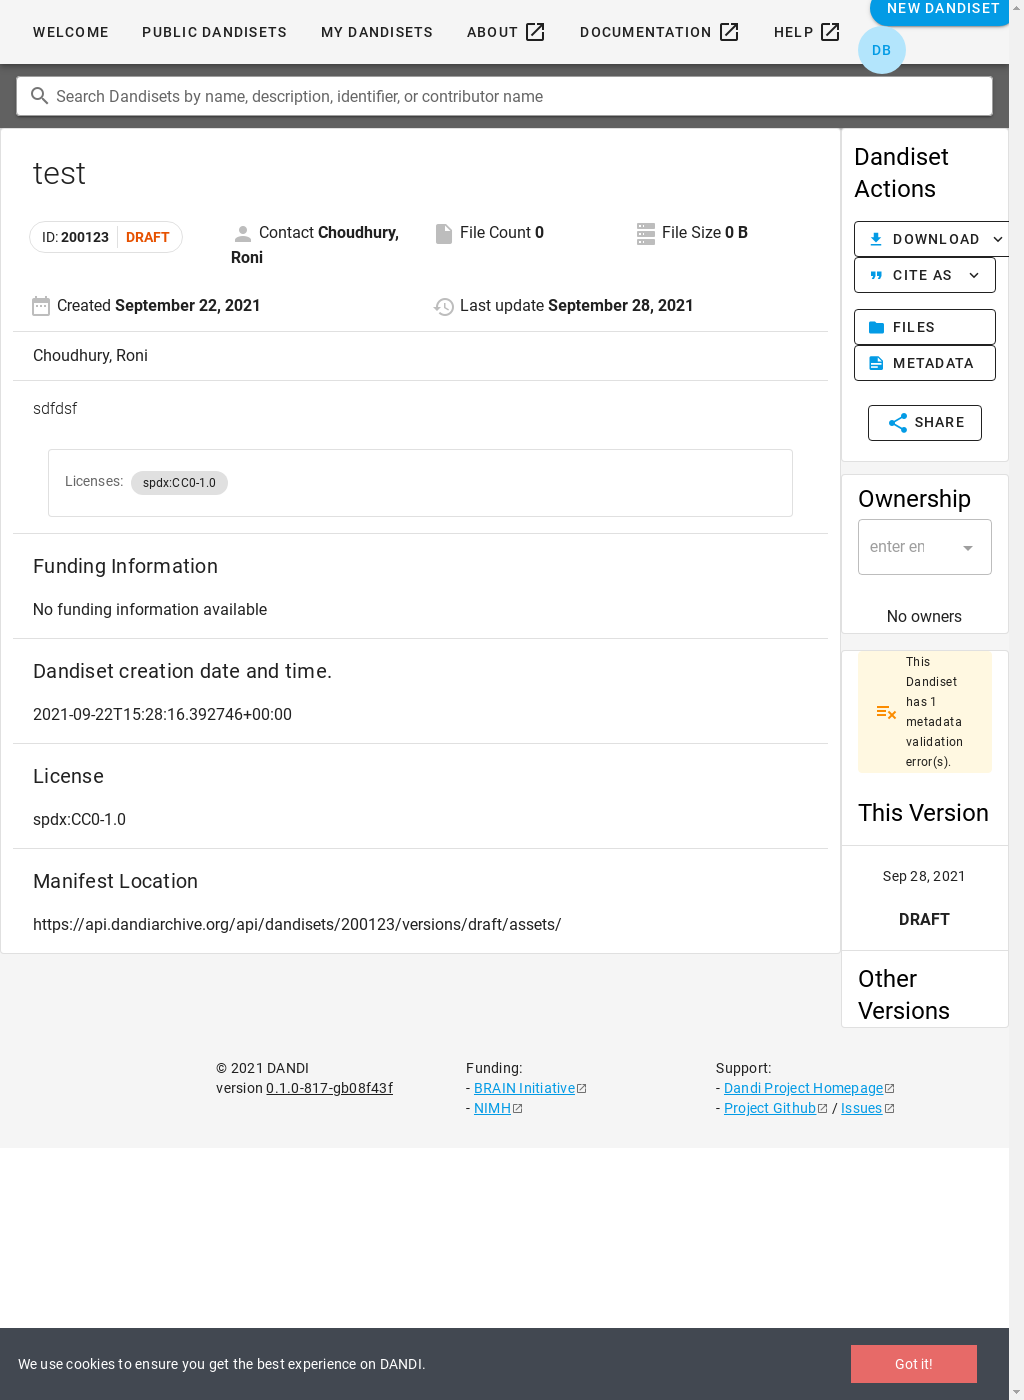 WELCOME PUBLIC DANDISETS MY DANDISETS ABOUT DOCUMENTATION HELP NEW DANDISET
DB
Search Dandisets by name, description, identifier, or contributor name
test
ID: 200123 DRAFT
Contact Choudhury,
Roni
File Count 0
File Size 0 B
Created September 22, 2021
Last update September 28, 2021
Choudhury, Roni
sdfdsf
Licenses: spdx:CC0-1.0
Funding Information
No funding information available
Dandiset creation date and time.
2021-09-22T15:28:16.392746+00:00
License
spdx:CC0-1.0
Manifest Location
https://api.dandiarchive.org/api/dandisets/200123/versions/draft/assets/
Dandiset
Actions
DOWNLOAD
CITE AS
FILES
METADATA
SHARE
Ownership
enter en
No owners
This
Dandiset
has 1
metadata
validation
error(s).
This Version
Sep 28, 2021
DRAFT
Other
Versions
© 2021 DANDI
version 0.1.0-817-gb08f43f
Funding:
- BRAIN Initiative
- NIMH
Support:
- Dandi Project Homepage
- Project Github / Issues
We use cookies to ensure you get the best experience on DANDI.
Got it!